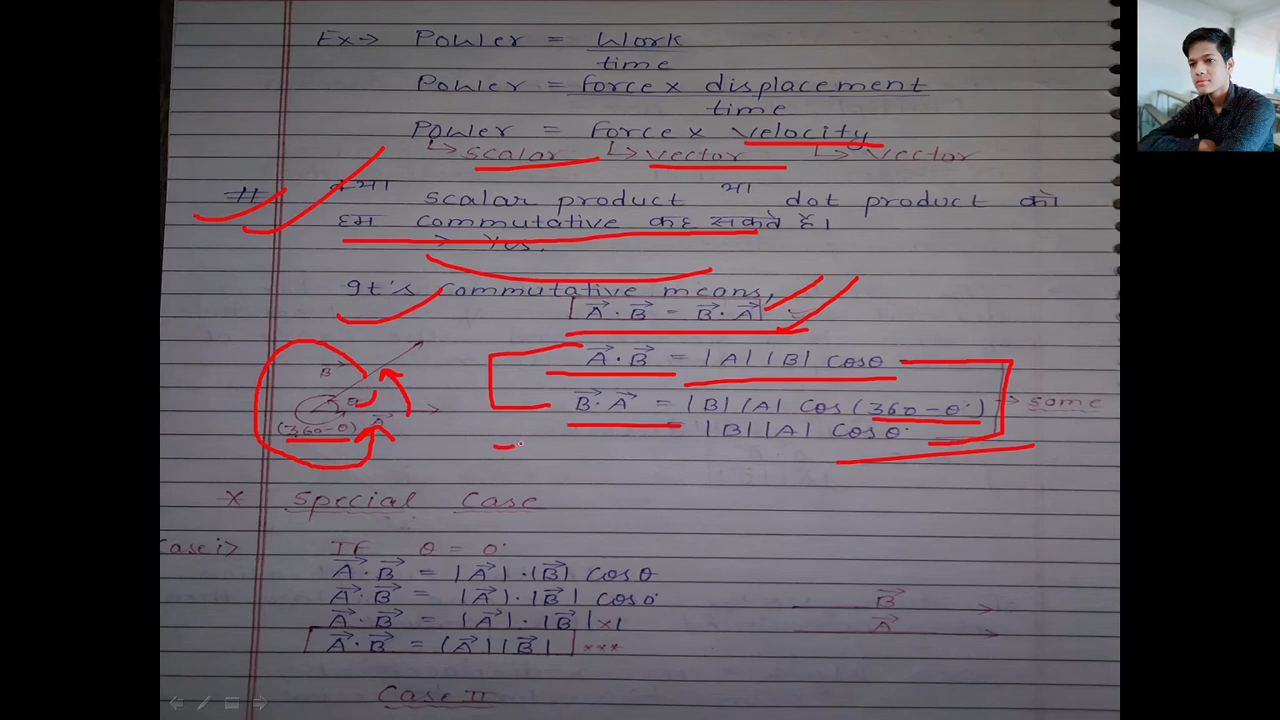 Ex→ Power = Work
time
Power = force x displacement
time
Power = force x velocity
↳ scalar ↳ vector ↳ vector
# क्या scalar product या dot product को
हम commutative कह सकते हैं।
→ Yes.
It's commutative means,
A⃗·B⃗ = B⃗·A⃗
A⃗·B⃗ = |A| |B| cosθ
B⃗·A⃗ = |B| |A| cos(360-θ°) → same
= |B| |A| cosθ°
B⃗
θ
(360-θ) A⃗
* Special Case
Case i> If θ = 0°
A⃗·B⃗ = |A⃗|·|B⃗| cosθ
A⃗·B⃗ = |A⃗|·|B⃗| cos0°
A⃗·B⃗ = |A⃗|·|B⃗|x1
A⃗·B⃗ = |A⃗||B⃗| ***
B⃗
A⃗
Case II